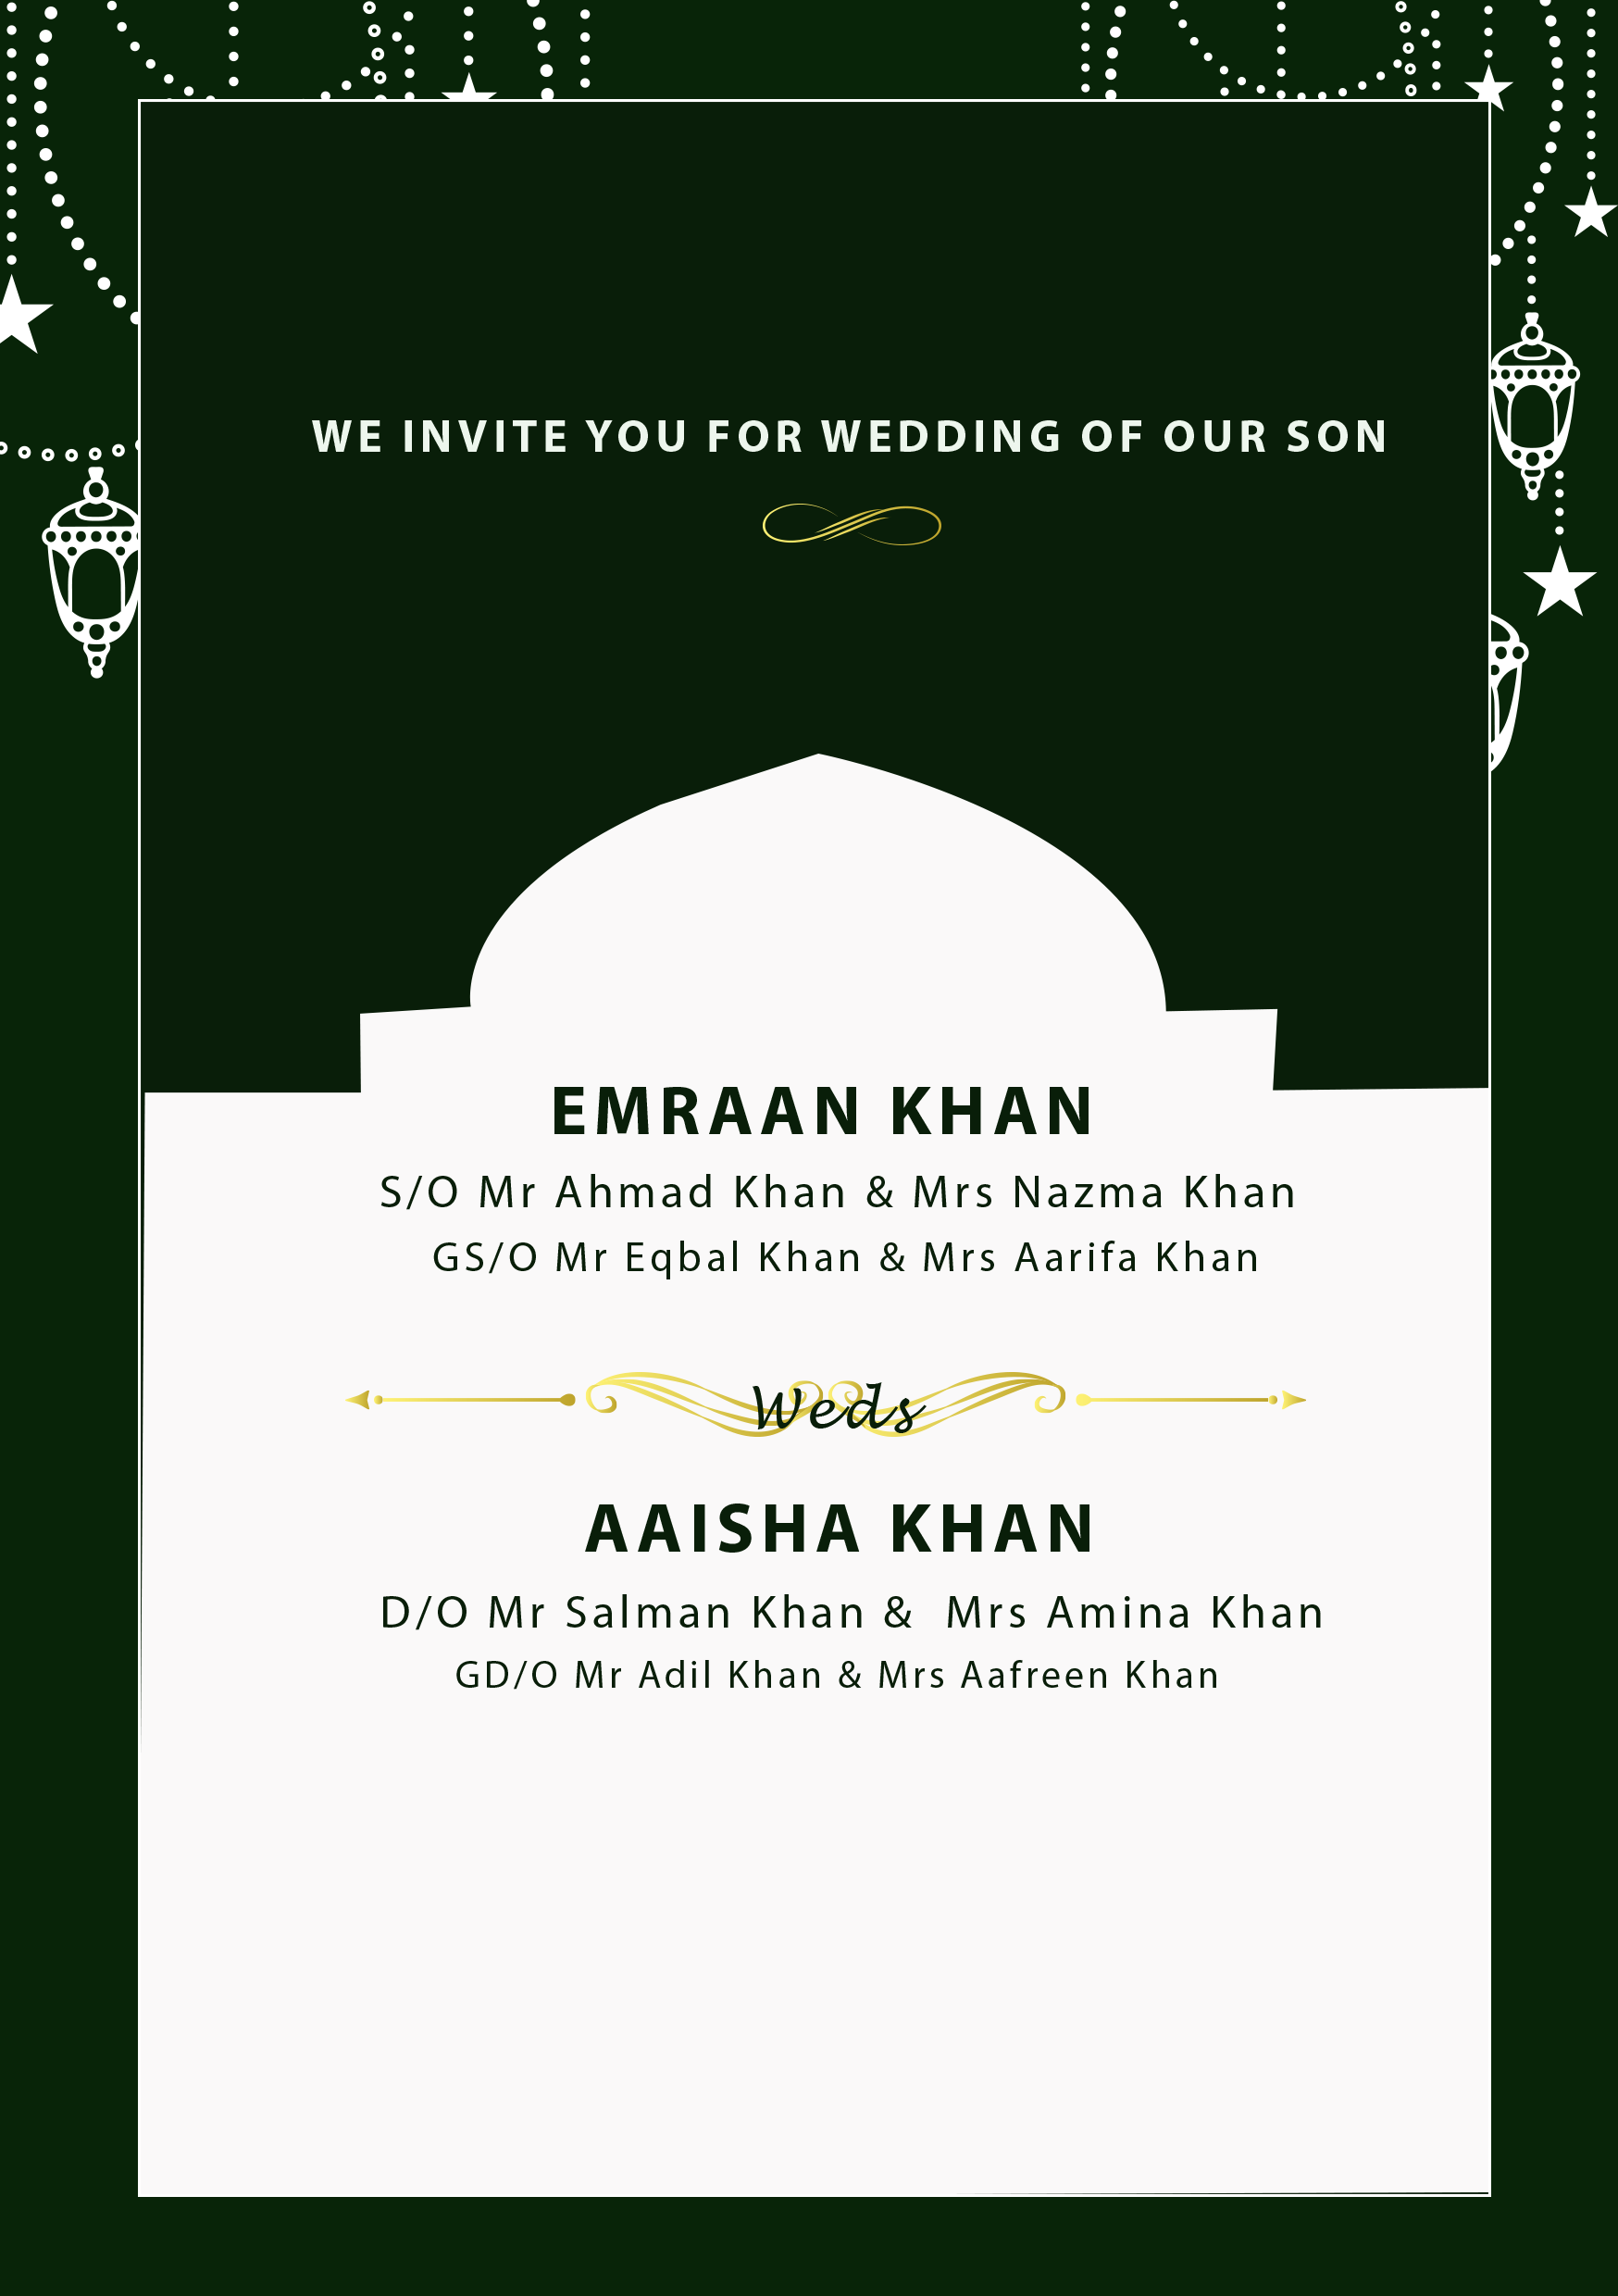 WE INVITE YOU FOR WEDDING OF OUR SON
EMRAAN KHAN
S/O Mr Ahmad Khan & Mrs Nazma Khan
GS/O Mr Eqbal Khan & Mrs Aarifa Khan
Weds
AAISHA KHAN
D/O Mr Salman Khan & Mrs Amina Khan
GD/O Mr Adil Khan & Mrs Aafreen Khan